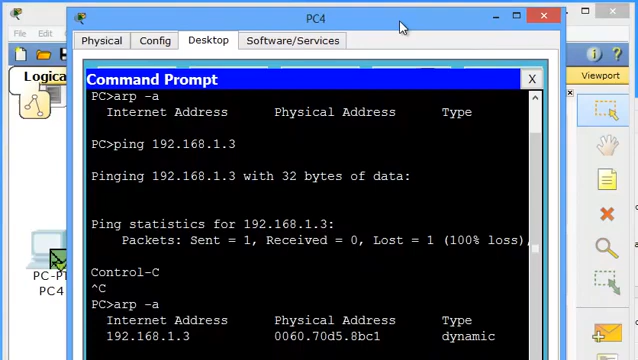 PC4
File
Ed
Physical
Config
Desktop
Software/Services
Logica
Viewport
Command Prompt
X
PC>arp -a
Internet Address Physical Address Type
PC>ping 192.168.1.3
Pinging 192.168.1.3 with 32 bytes of data:
Ping statistics for 192.168.1.3:
Packets: Sent = 1, Received = 0, Lost = 1 (100% loss),
Control-C
^C
PC>arp -a
Internet Address Physical Address Type
192.168.1.3 0060.70d5.8bc1 dynamic
PC-PT
PC4